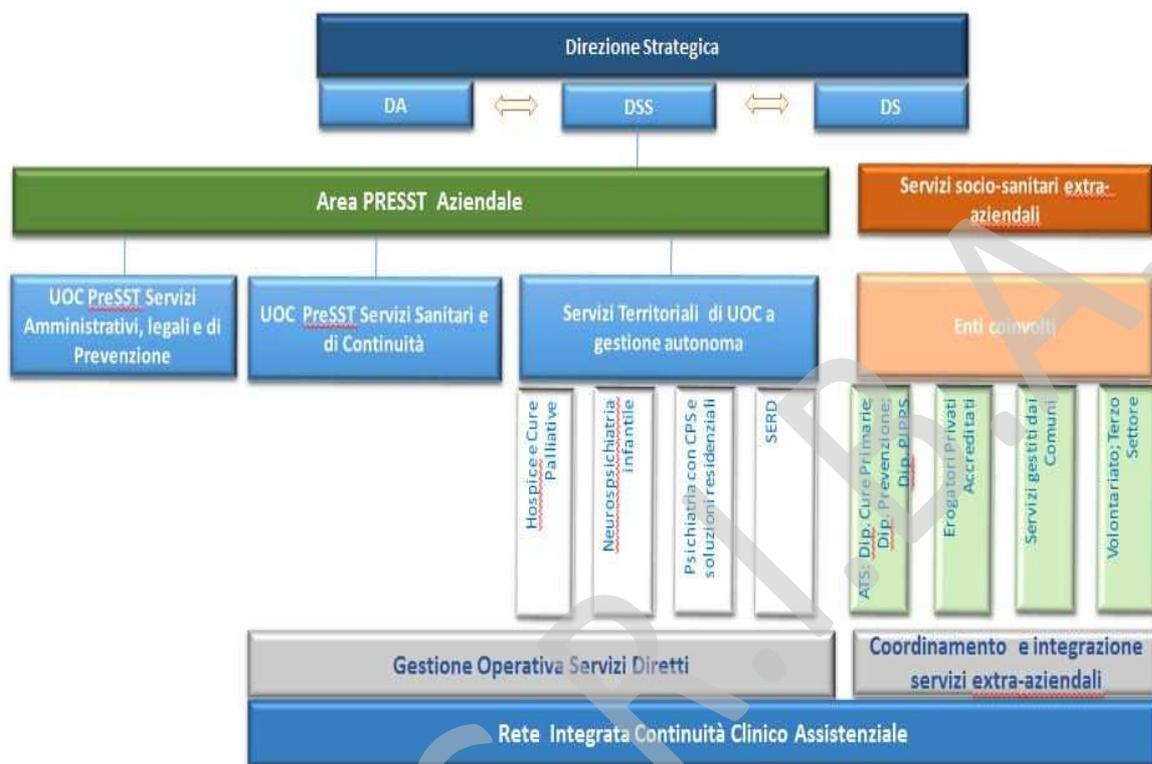 Direzione Strategica
DA
DSS
DS
Area PRESST Aziendale
Servizi socio-sanitari extra-
aziendali
UOC PreSST Servizi
Amministrativi, legali e di
Prevenzione
UOC PreSST Servizi Sanitari e
di Continuità
Servizi Territoriali di UOC a
gestione autonoma
Enti coinvolti
Hospice e Cure
Palliative
Neurospsichiatria
infantile
Psichiatria con CPS e
soluzioni residenziali
SERD
ATS: Dip. Cure Primarie;
Dip. Prevenzione;
Dip. PIPPS
Erogatori Privati
Accreditati
Servizi gestiti dai
Comuni
Volontariato; Terzo
Settore
Gestione Operativa Servizi Diretti
Coordinamento e integrazione
servizi extra-aziendali
Rete Integrata Continuità Clinico Assistenziale